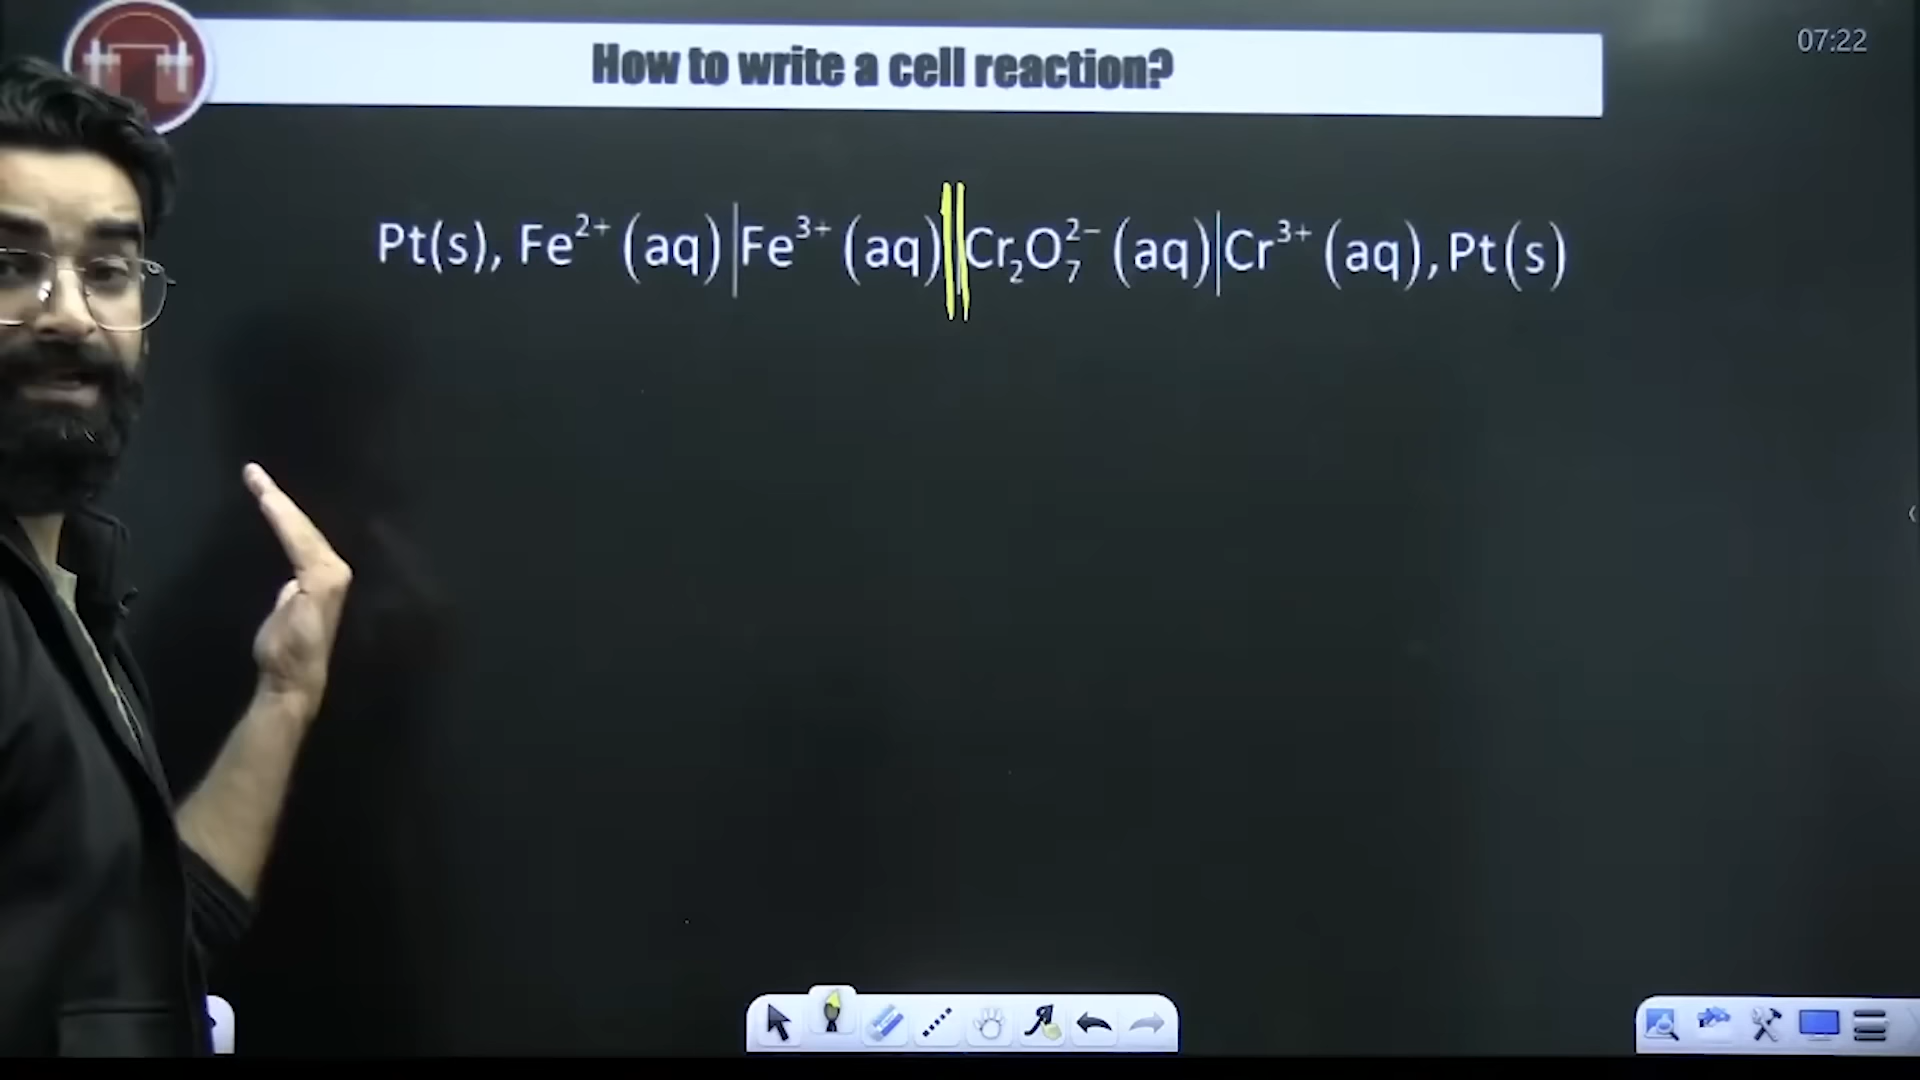 How to write a cell reaction?
07:22
Pt(s), Fe²⁺ (aq)|Fe³⁺ (aq)||Cr₂O₇²⁻ (aq)|Cr³⁺ (aq), Pt(s)